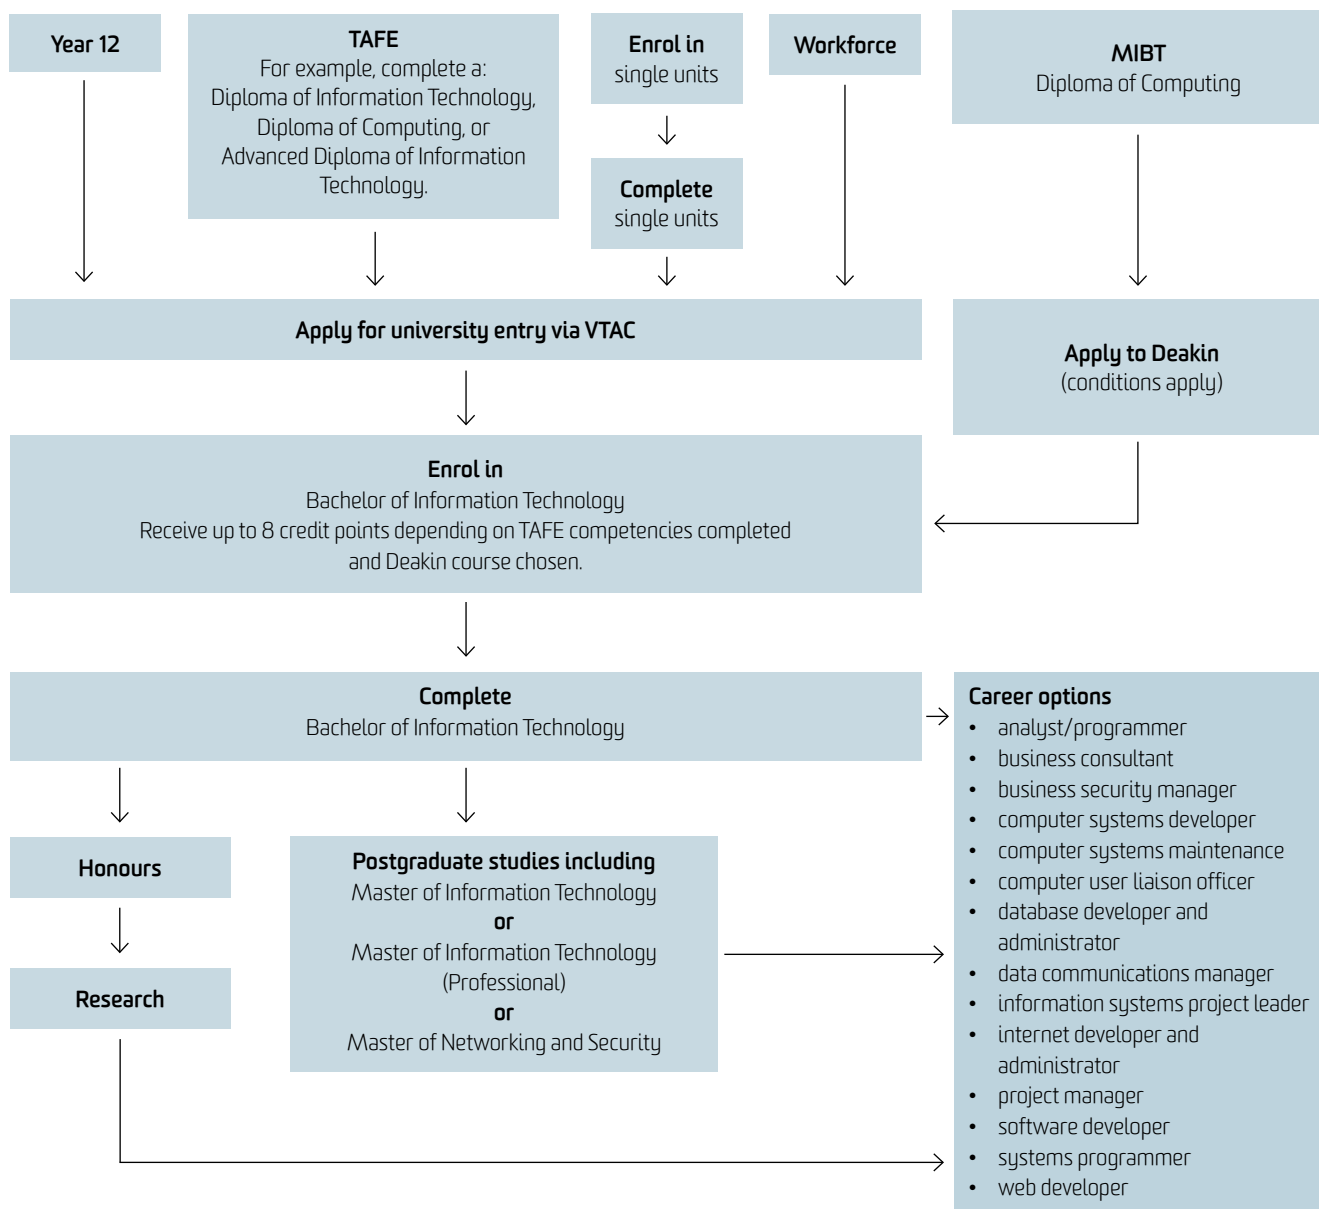 Year 12
TAFE
For example, complete a:
Diploma of Information Technology,
Diploma of Computing, or
Advanced Diploma of Information
Technology.
Enrol in
single units
Complete
single units
Workforce
MIBT
Diploma of Computing
Apply for university entry via VTAC
Apply to Deakin
(conditions apply)
Enrol in
Bachelor of Information Technology
Receive up to 8 credit points depending on TAFE competencies completed
and Deakin course chosen.
Complete
Bachelor of Information Technology
Honours
Research
Postgraduate studies including
Master of Information Technology
or
Master of Information Technology
(Professional)
or
Master of Networking and Security
Career options
• analyst/programmer
• business consultant
• business security manager
• computer systems developer
• computer systems maintenance
• computer user liaison officer
• database developer and
administrator
• data communications manager
• information systems project leader
• internet developer and
administrator
• project manager
• software developer
• systems programmer
• web developer